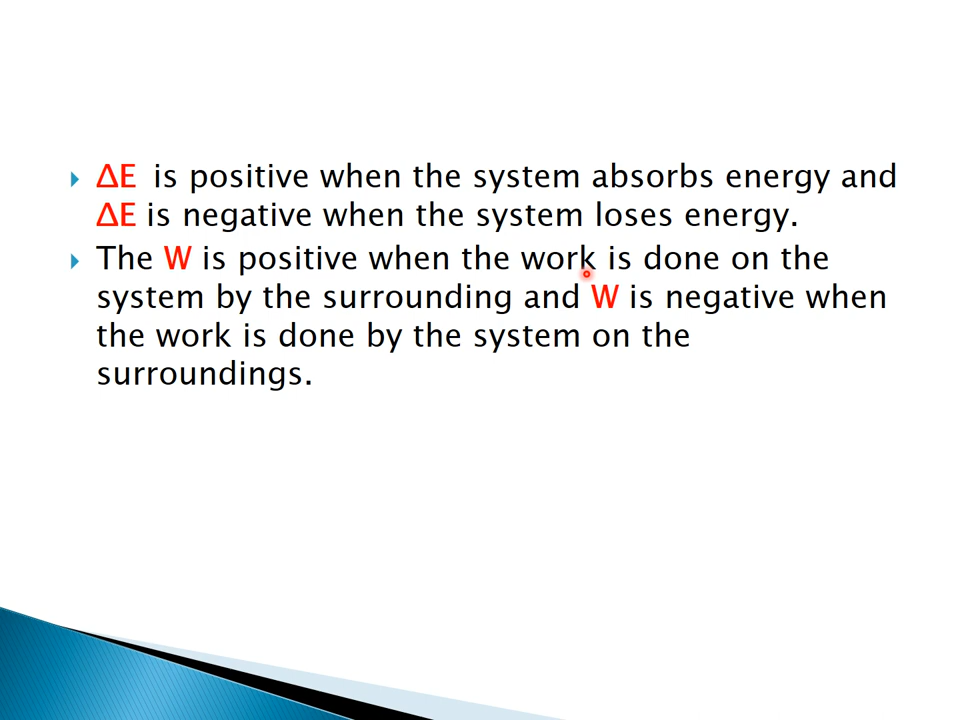 ΔE is positive when the system absorbs energy and
ΔE is negative when the system loses energy.
The W is positive when the work is done on the
system by the surrounding and W is negative when
the work is done by the system on the
surroundings.